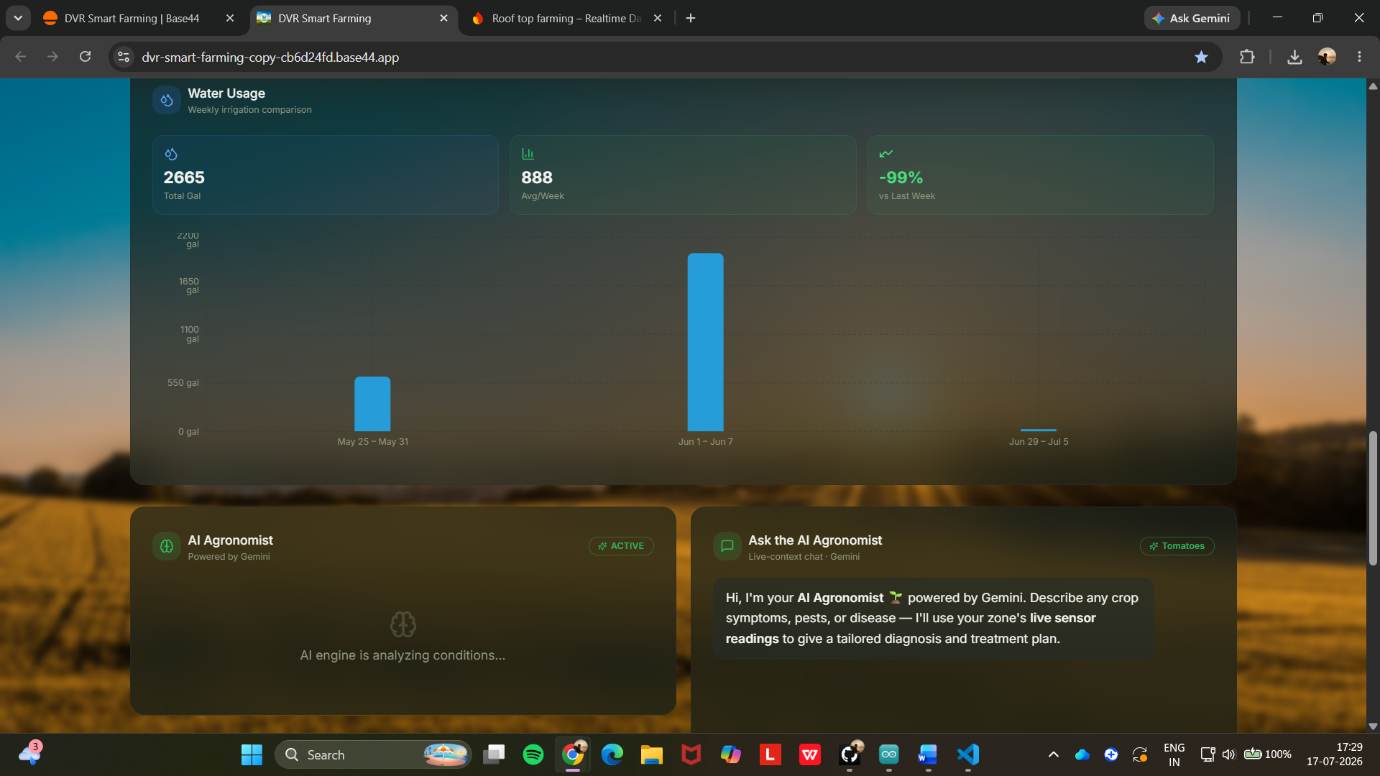 DVR Smart Farming | Base44
DVR Smart Farming
Roof top farming – Realtime Da
Ask Gemini
dvr-smart-farming-copy-cb6d24fd.base44.app
Water Usage
Weekly irrigation comparison
2665
Total Gal
888
Avg/Week
-99%
vs Last Week
2200
gal
1650
gal
1100
gal
550 gal
0 gal
May 25 – May 31
Jun 1 – Jun 7
Jun 29 – Jul 5
AI Agronomist
Powered by Gemini
ACTIVE
AI engine is analyzing conditions...
Ask the AI Agronomist
Live-context chat · Gemini
Tomatoes
Hi, I'm your AI Agronomist 🌱 powered by Gemini. Describe any crop
symptoms, pests, or disease — I'll use your zone's live sensor
readings to give a tailored diagnosis and treatment plan.
3
Search
L
W
ENG
IN
100%
17:29
17-07-2026